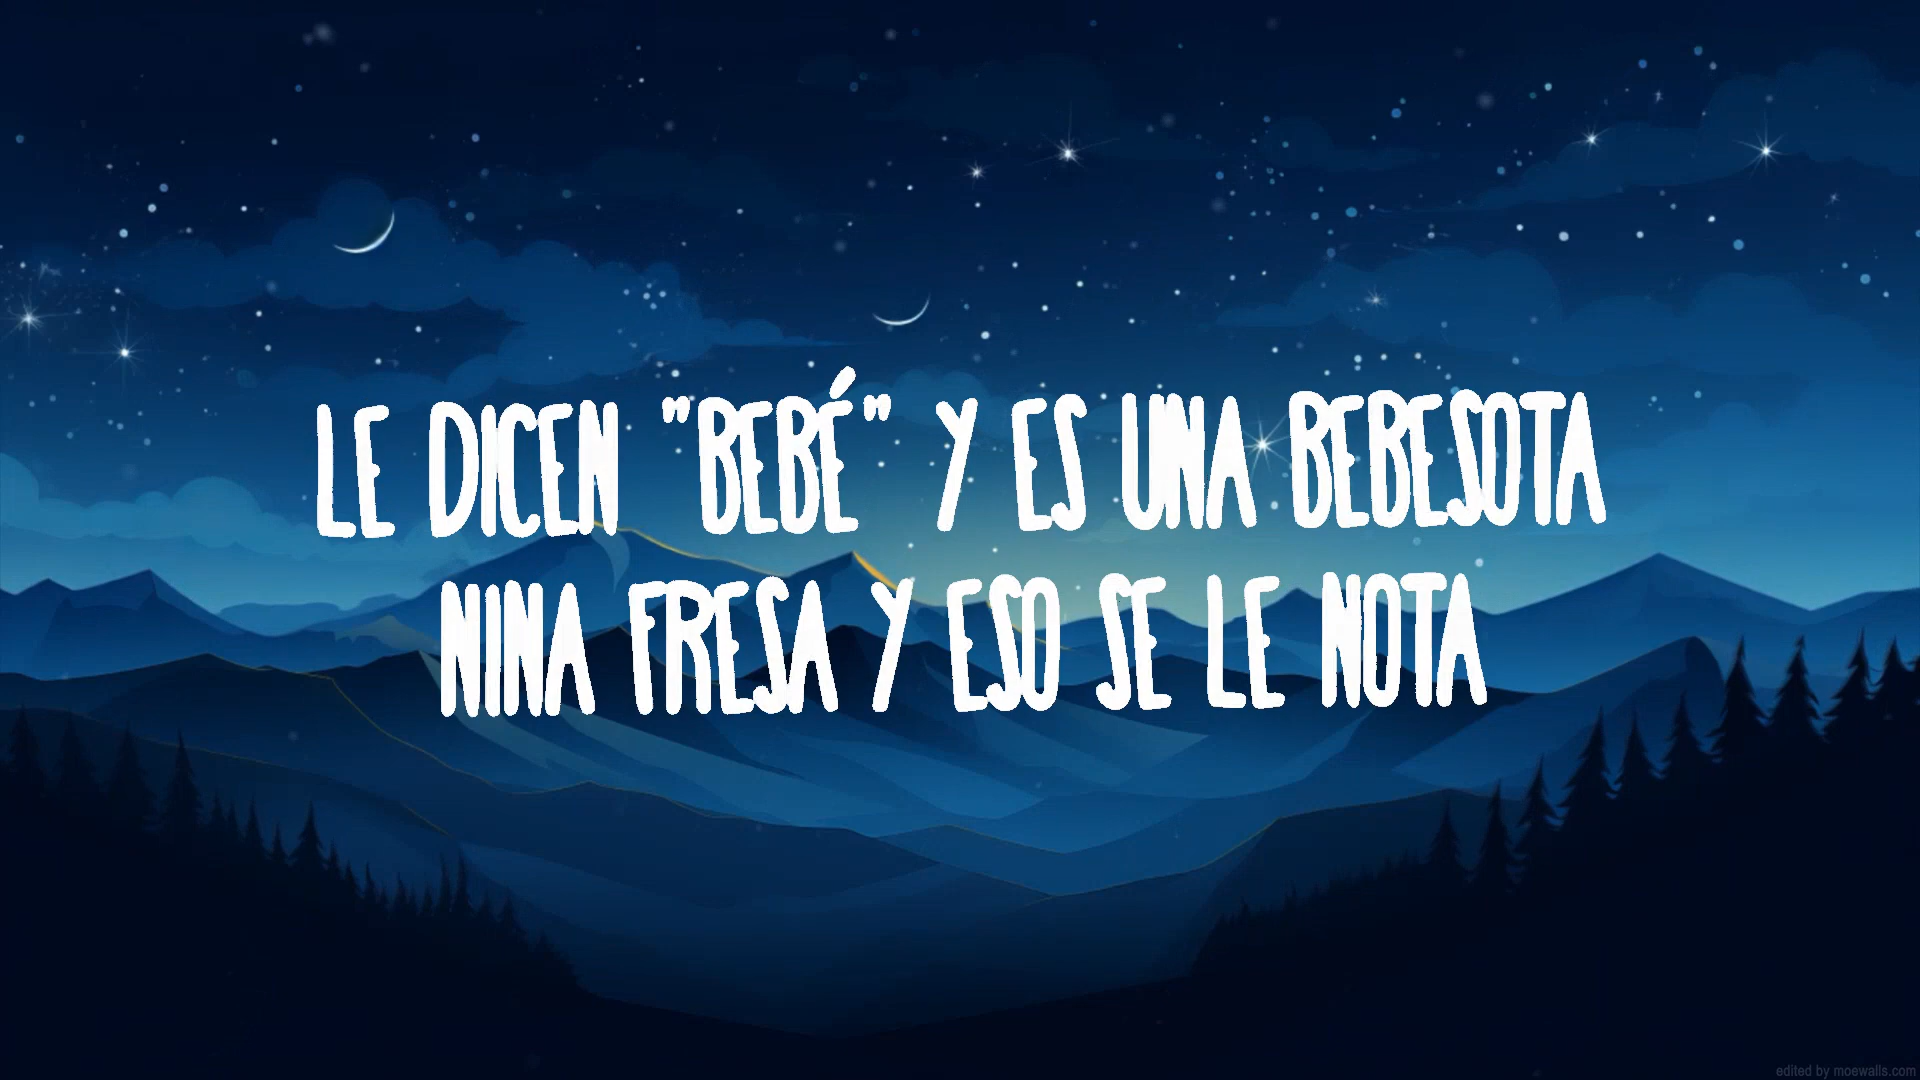 LE DICEN "BEBÉ" Y ES UNA BEBESOTA
NINA FRESA Y ESO SE LE NOTA
edited by moewalls.com